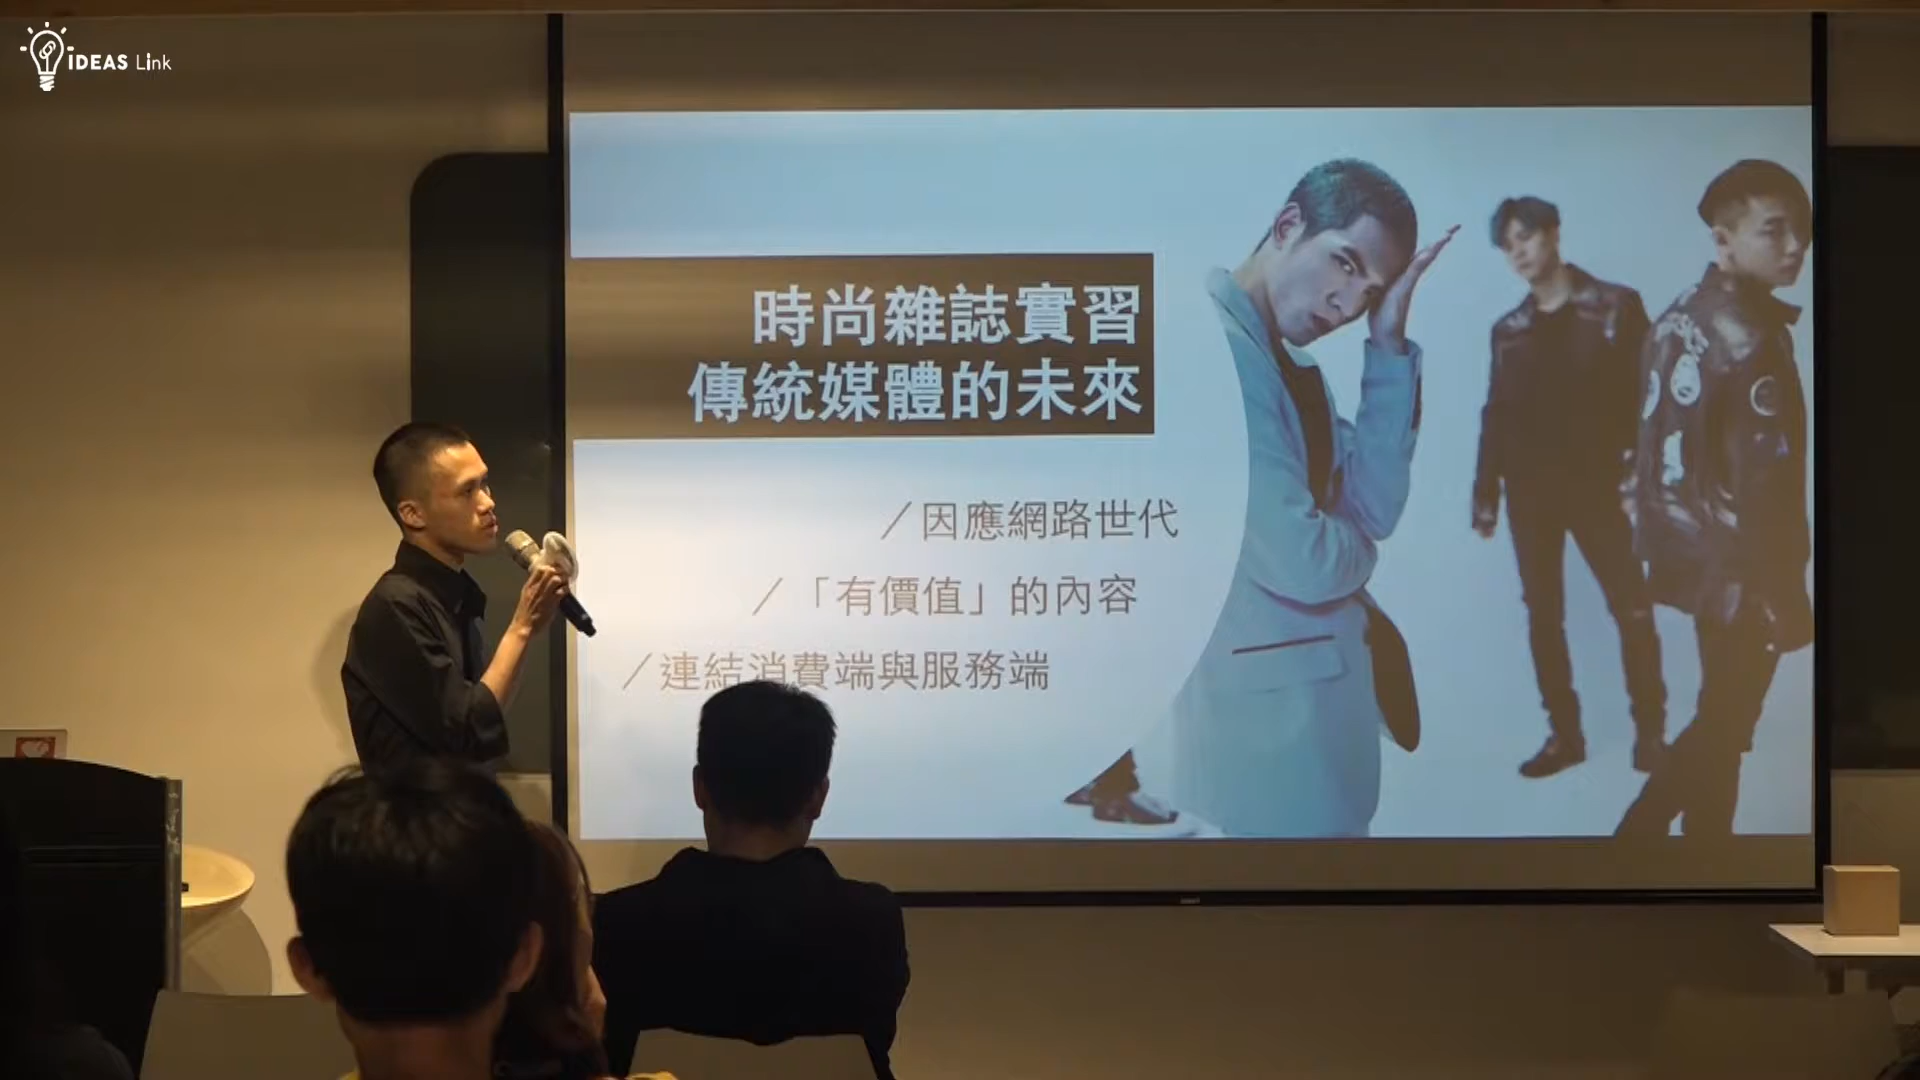 IDEAS Link
時尚雜誌實習
傳統媒體的未來
／因應網路世代
／「有價值」的內容
／連結消費端與服務端